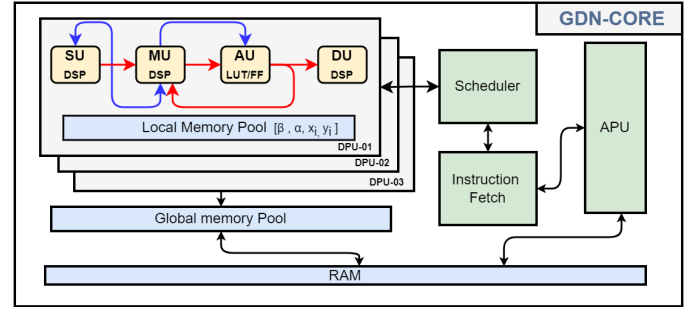 GDN-CORE
SU
DSP
MU
DSP
AU
LUT/FF
DU
DSP
Local Memory Pool [β , α, xi, yi ]
DPU-01
DPU-02
DPU-03
Global memory Pool
RAM
Scheduler
Instruction
Fetch
APU